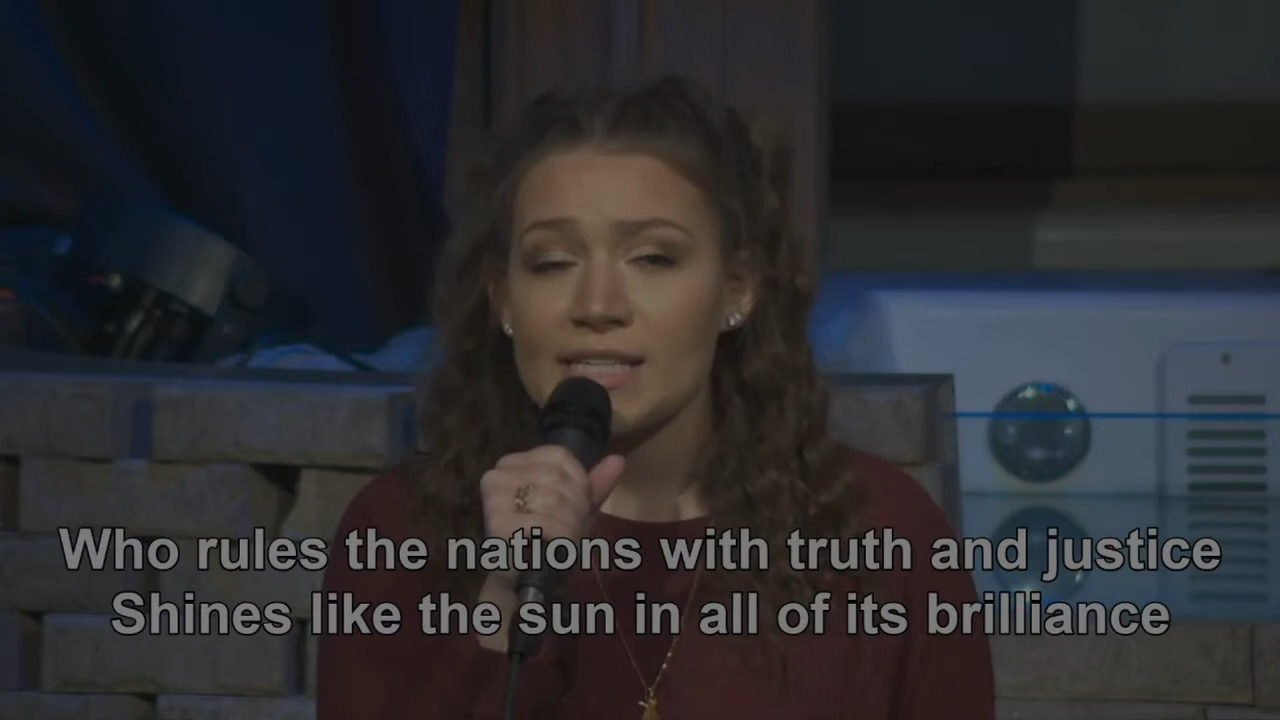 Who rules the nations with truth and justice
Shines like the sun in all of its brilliance